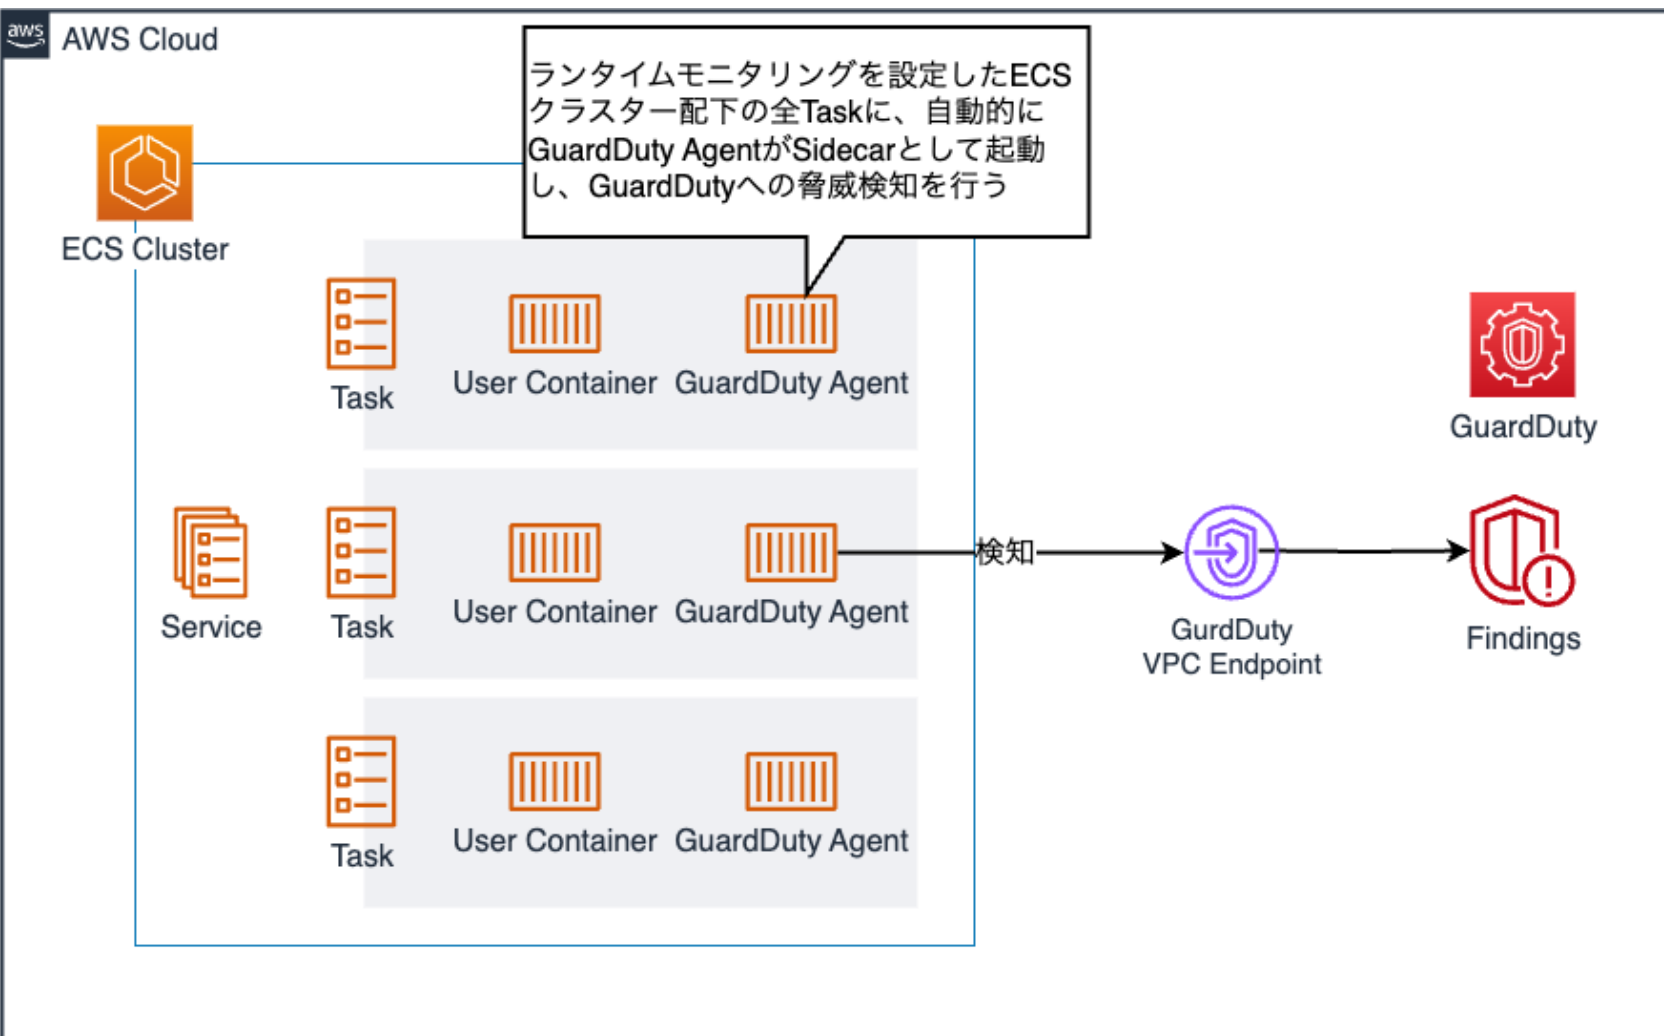 aws
AWS Cloud
ランタイムモニタリングを設定したECS
クラスター配下の全Taskに、自動的に
GuardDuty AgentがSidecarとして起動
し、GuardDutyへの脅威検知を行う
ECS Cluster
Task
User Container
GuardDuty Agent
GuardDuty
Service
Task
User Container
GuardDuty Agent
検知
GurdDuty
VPC Endpoint
Findings
Task
User Container
GuardDuty Agent